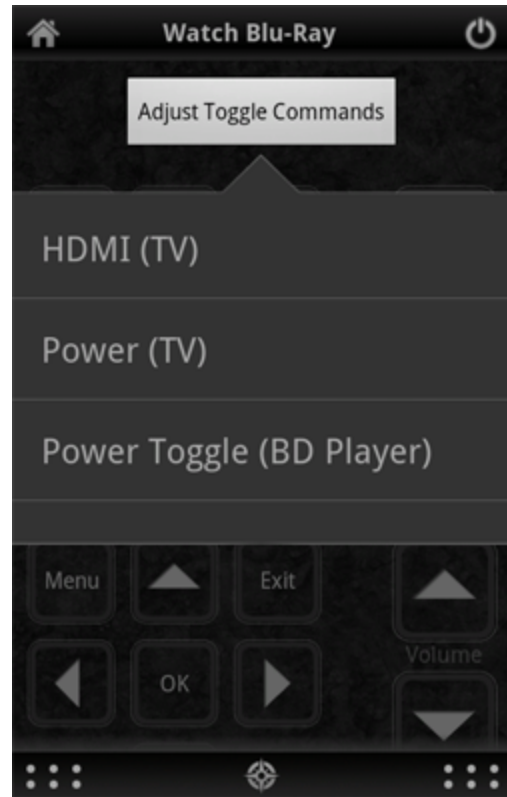 Watch Blu-Ray
Adjust Toggle Commands
HDMI (TV)
Power (TV)
Power Toggle (BD Player)
Menu
Exit
Volume
OK